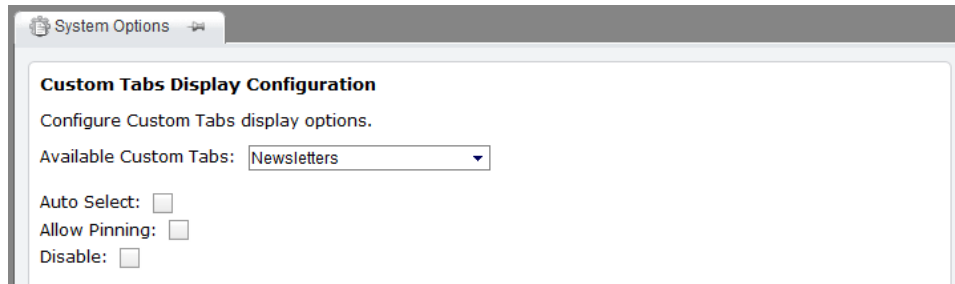 System Options
Custom Tabs Display Configuration
Configure Custom Tabs display options.
Available Custom Tabs: Newsletters
Auto Select:
Allow Pinning:
Disable: